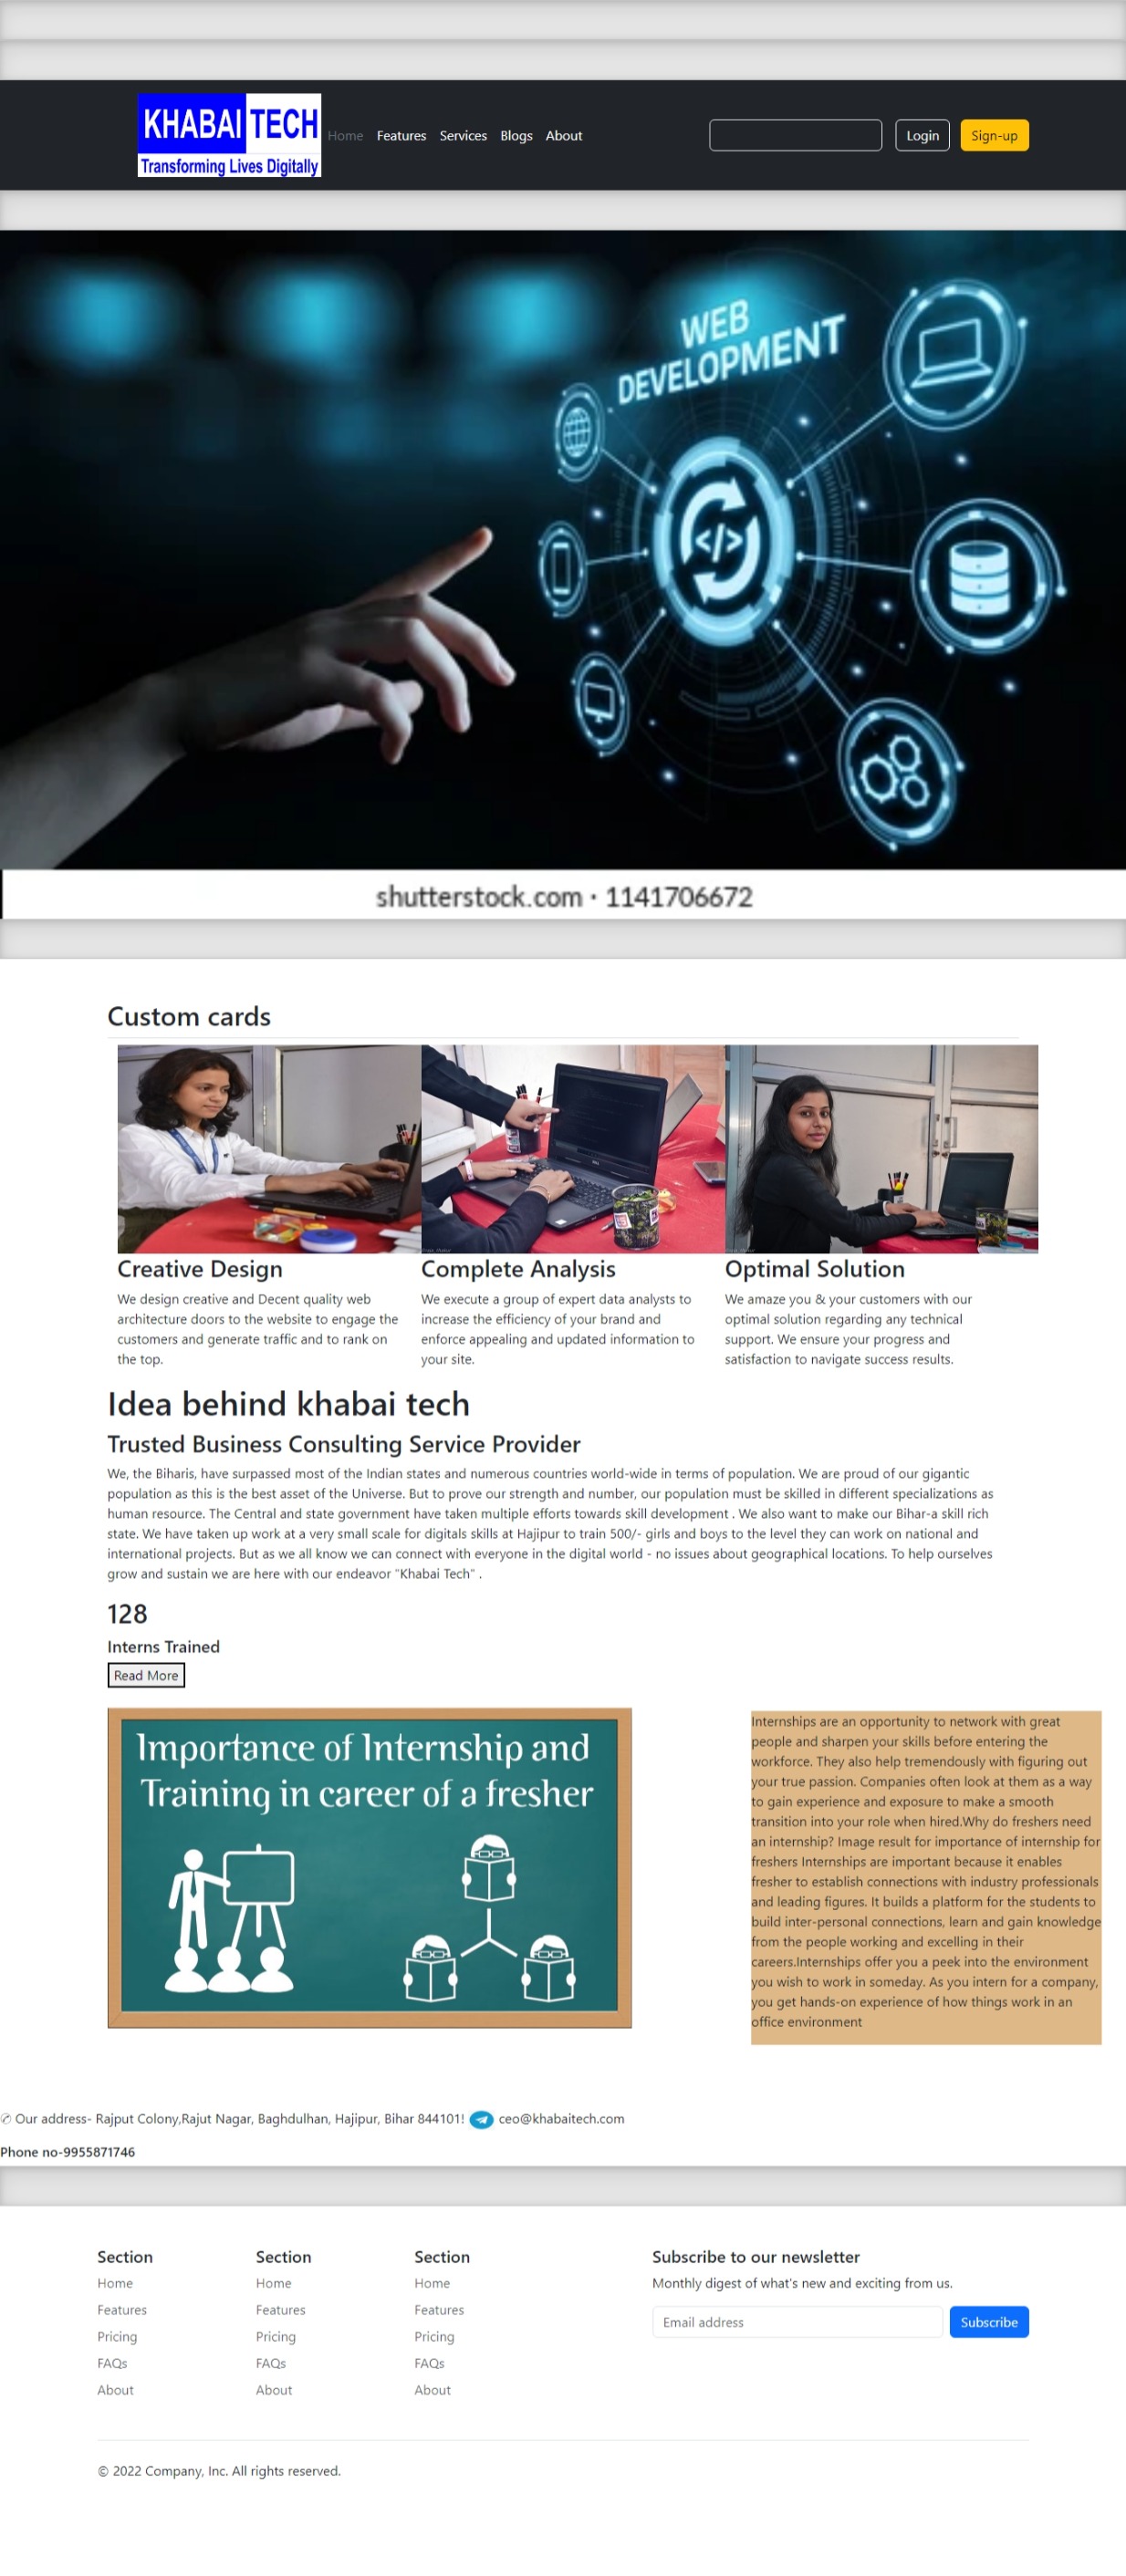 KHABAI TECH
Transforming Lives Digitally
Home Features Services Blogs About
Login Sign-up
WEB
DEVELOPMENT
</>
shutterstock.com · 1141706672
Custom cards
Creative Design
We design creative and Decent quality web
architecture doors to the website to engage the
customers and generate traffic and to rank on
the top.
Complete Analysis
We execute a group of expert data analysts to
increase the efficiency of your brand and
enforce appealing and updated information to
your site.
Optimal Solution
We amaze you & your customers with our
optimal solution regarding any technical
support. We ensure your progress and
satisfaction to navigate success results.
Idea behind khabai tech
Trusted Business Consulting Service Provider
We, the Biharis, have surpassed most of the Indian states and numerous countries world-wide in terms of population. We are proud of our gigantic
population as this is the best asset of the Universe. But to prove our strength and number, our population must be skilled in different specializations as
human resource. The Central and state government have taken multiple efforts towards skill development . We also want to make our Bihar-a skill rich
state. We have taken up work at a very small scale for digitals skills at Hajipur to train 500/- girls and boys to the level they can work on national and
international projects. But as we all know we can connect with everyone in the digital world - no issues about geographical locations. To help ourselves
grow and sustain we are here with our endeavor "Khabai Tech" .
128
Interns Trained
Read More
Importance of Internship and
Training in career of a fresher
Internships are an opportunity to network with great
people and sharpen your skills before entering the
workforce. They also help tremendously with figuring out
your true passion. Companies often look at them as a way
to gain experience and exposure to make a smooth
transition into your role when hired.Why do freshers need
an internship? Image result for importance of internship for
freshers Internships are important because it enables
fresher to establish connections with industry professionals
and leading figures. It builds a platform for the students to
build inter-personal connections, learn and gain knowledge
from the people working and excelling in their
careers.Internships offer you a peek into the environment
you wish to work in someday. As you intern for a company,
you get hands-on experience of how things work in an
office environment
✆ Our address- Rajput Colony,Rajut Nagar, Baghdulhan, Hajipur, Bihar 844101! ceo@khabaitech.com
Phone no-9955871746
Section
Home
Features
Pricing
FAQs
About
Section
Home
Features
Pricing
FAQs
About
Section
Home
Features
Pricing
FAQs
About
Subscribe to our newsletter
Monthly digest of what's new and exciting from us.
Email address Subscribe
© 2022 Company, Inc. All rights reserved.